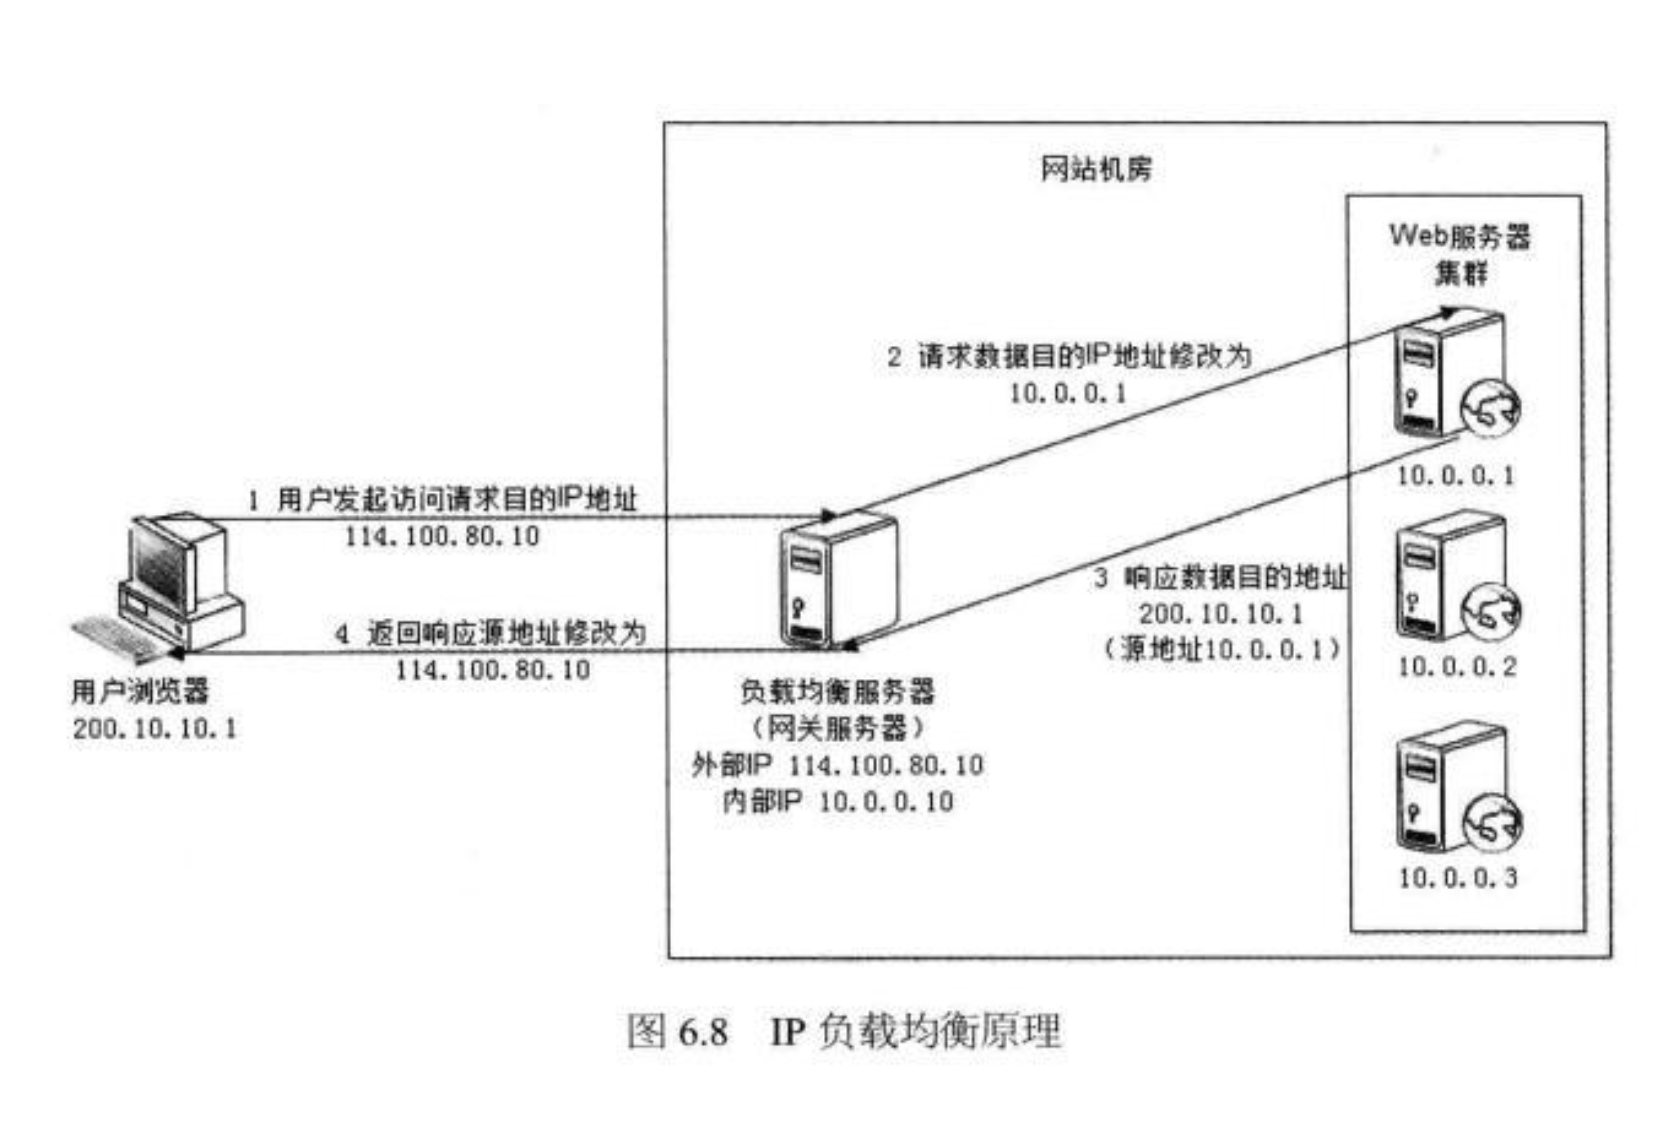 网站机房
Web服务器
集群
2 请求数据目的IP地址修改为
10.0.0.1
10.0.0.1
1 用户发起访问请求目的IP地址
114.100.80.10
3 响应数据目的地址
200.10.10.1
（源地址10.0.0.1）
4 返回响应源地址修改为
114.100.80.10
10.0.0.2
用户浏览器
200.10.10.1
负载均衡服务器
（网关服务器）
外部IP 114.100.80.10
内部IP 10.0.0.10
10.0.0.3
图 6.8 IP 负载均衡原理